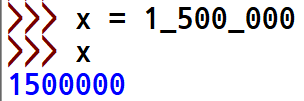 >>> x = 1_500_000
>>> x
1500000